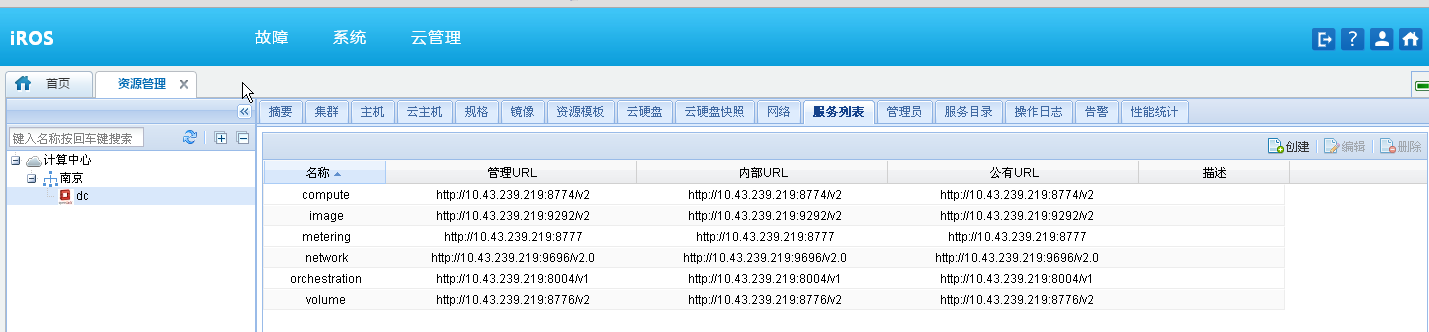 iROS 故障 系统 云管理
首页 资源管理
摘要 集群 主机 云主机 规格 镜像 资源模板 云硬盘 云硬盘快照 网络 服务列表 管理员 服务目录 操作日志 告警 性能统计
键入名称按回车键搜索
计算中心
南京
dc
创建 编辑 删除
名称 管理URL 内部URL 公有URL 描述
compute http://10.43.239.219:8774/v2 http://10.43.239.219:8774/v2 http://10.43.239.219:8774/v2
image http://10.43.239.219:9292/v2 http://10.43.239.219:9292/v2 http://10.43.239.219:9292/v2
metering http://10.43.239.219:8777 http://10.43.239.219:8777 http://10.43.239.219:8777
network http://10.43.239.219:9696/v2.0 http://10.43.239.219:9696/v2.0 http://10.43.239.219:9696/v2.0
orchestration http://10.43.239.219:8004/v1 http://10.43.239.219:8004/v1 http://10.43.239.219:8004/v1
volume http://10.43.239.219:8776/v2 http://10.43.239.219:8776/v2 http://10.43.239.219:8776/v2